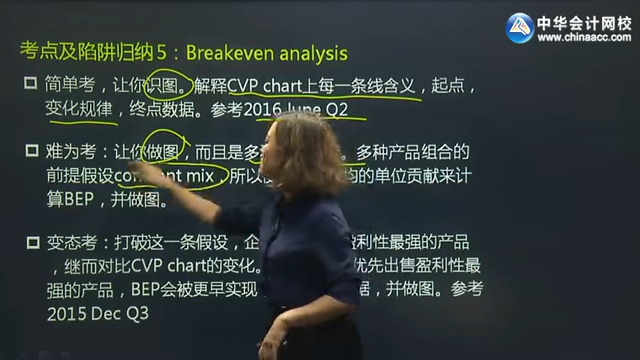 中华会计网校
www.chinaacc.com
考点及陷阱归纳5：Breakeven analysis
简单考，让你识图。解释CVP chart上每一条线含义，起点，
变化规律，终点数据。参考2016 June Q2
难为考：让你做图，而且是多 。多种产品组合的
前提假设constant mix，所以 的单位贡献来计
算BEP，并做图。
变态考：打破这一条假设，企 盈利性最强的产品
，继而对比CVP chart的变化。 优先出售盈利性最
强的产品，BEP会被更早实现 ，并做图。参考
2015 Dec Q3